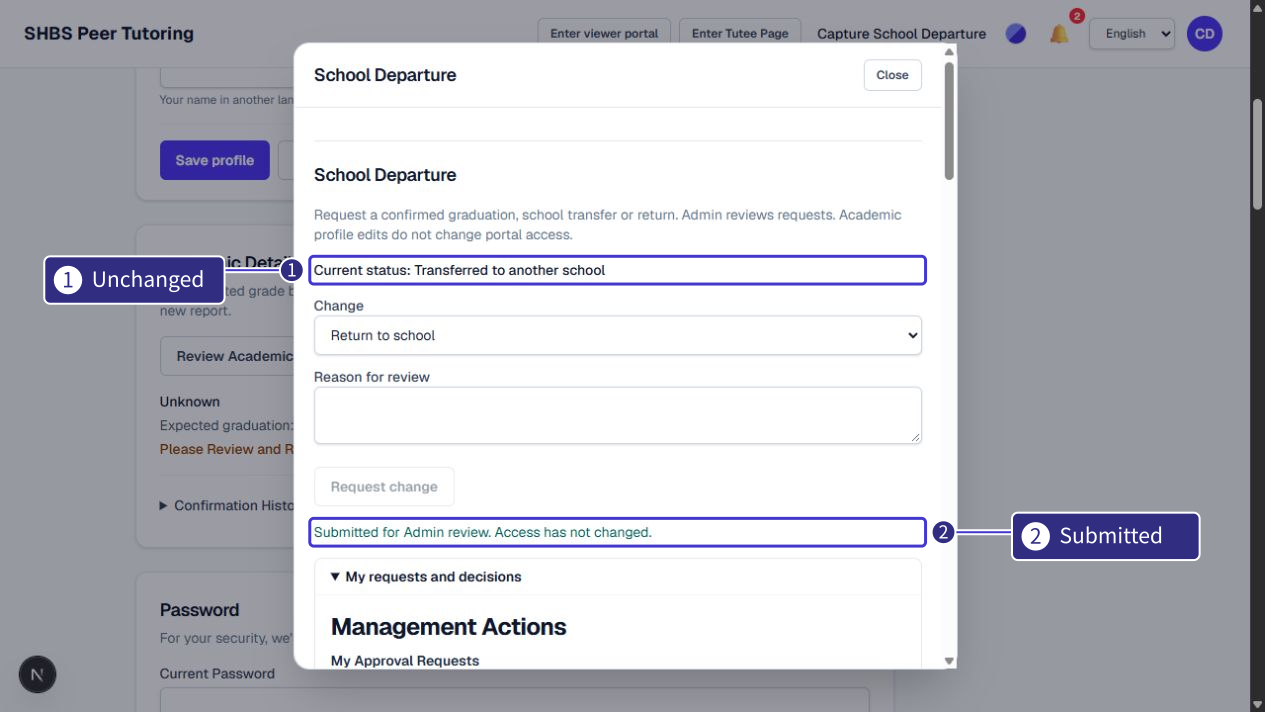 SHBS Peer Tutoring
Enter viewer portal
Enter Tutee Page
Capture School Departure
2
English
CD
Your name in another lan
Save profile
ic Detail
ted grade b
new report.
Review Academic
Unknown
Expected graduation:
Please Review and R
Confirmation Histo
Password
For your security, we'
Current Password
N
School Departure
Close
School Departure
Request a confirmed graduation, school transfer or return. Admin reviews requests. Academic
profile edits do not change portal access.
1 Unchanged
1
Current status: Transferred to another school
Change
Return to school
Reason for review
Request change
Submitted for Admin review. Access has not changed.
2
2 Submitted
My requests and decisions
Management Actions
My Approval Requests